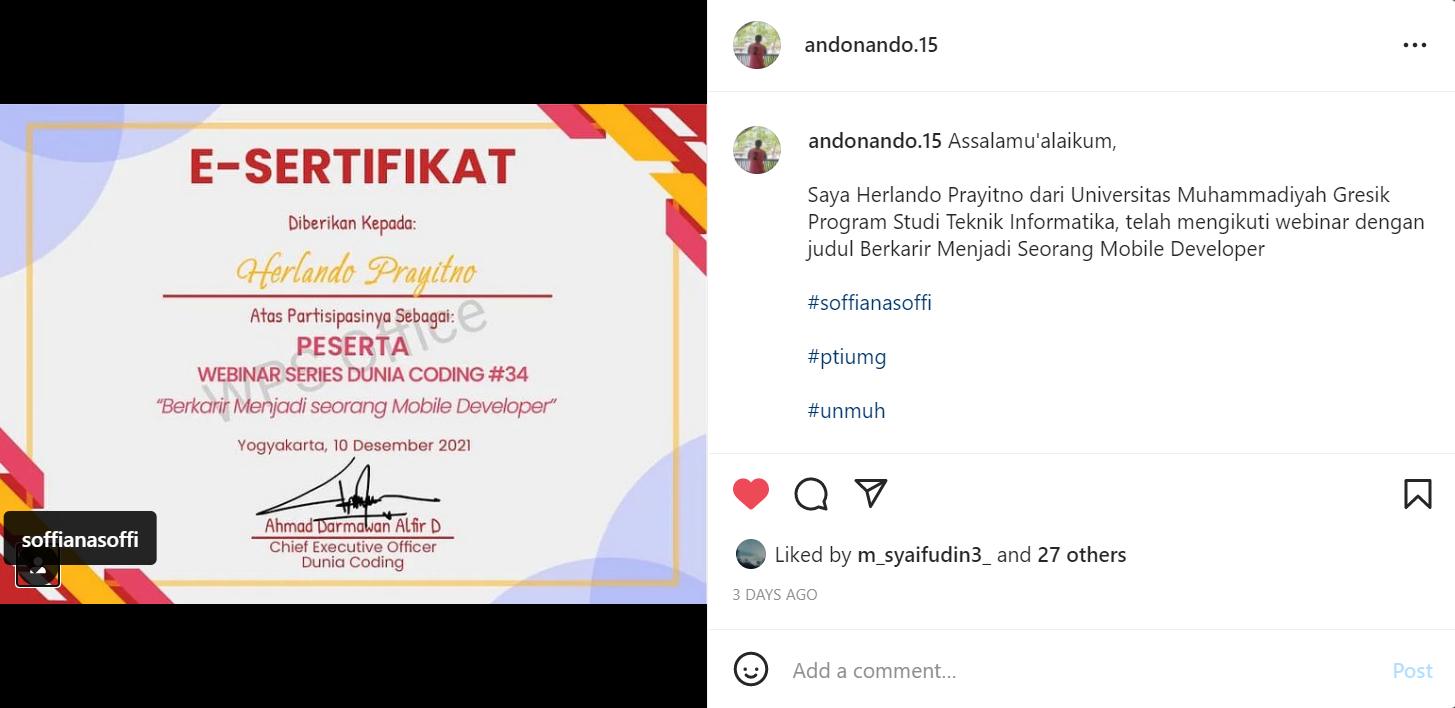 E-SERTIFIKAT
Diberikan Kepada:
Herlando Prayitno
Atas Partisipasinya Sebagai:
PESERTA
WEBINAR SERIES DUNIA CODING #34
“Berkarir Menjadi seorang Mobile Developer”
Yogyakarta, 10 Desember 2021
Ahmad Darmawan Alfir D
Chief Executive Officer
Dunia Coding
WPS Office
soffianasoffi
andonando.15
andonando.15 Assalamu'alaikum,
Saya Herlando Prayitno dari Universitas Muhammadiyah Gresik
Program Studi Teknik Informatika, telah mengikuti webinar dengan
judul Berkarir Menjadi Seorang Mobile Developer
#soffianasoffi
#ptiumg
#unmuh
Liked by m_syaifudin3_ and 27 others
3 DAYS AGO
Add a comment...
Post